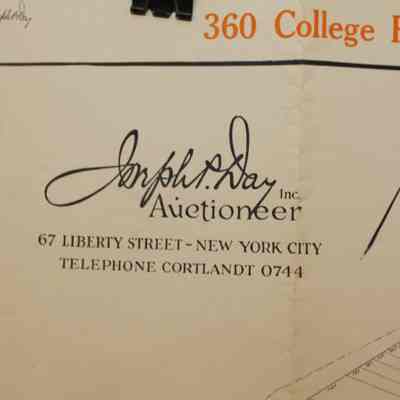 360 College
Joseph P. Day Inc.
Auctioneer
67 LIBERTY STREET - NEW YORK CITY
TELEPHONE CORTLANDT 0744